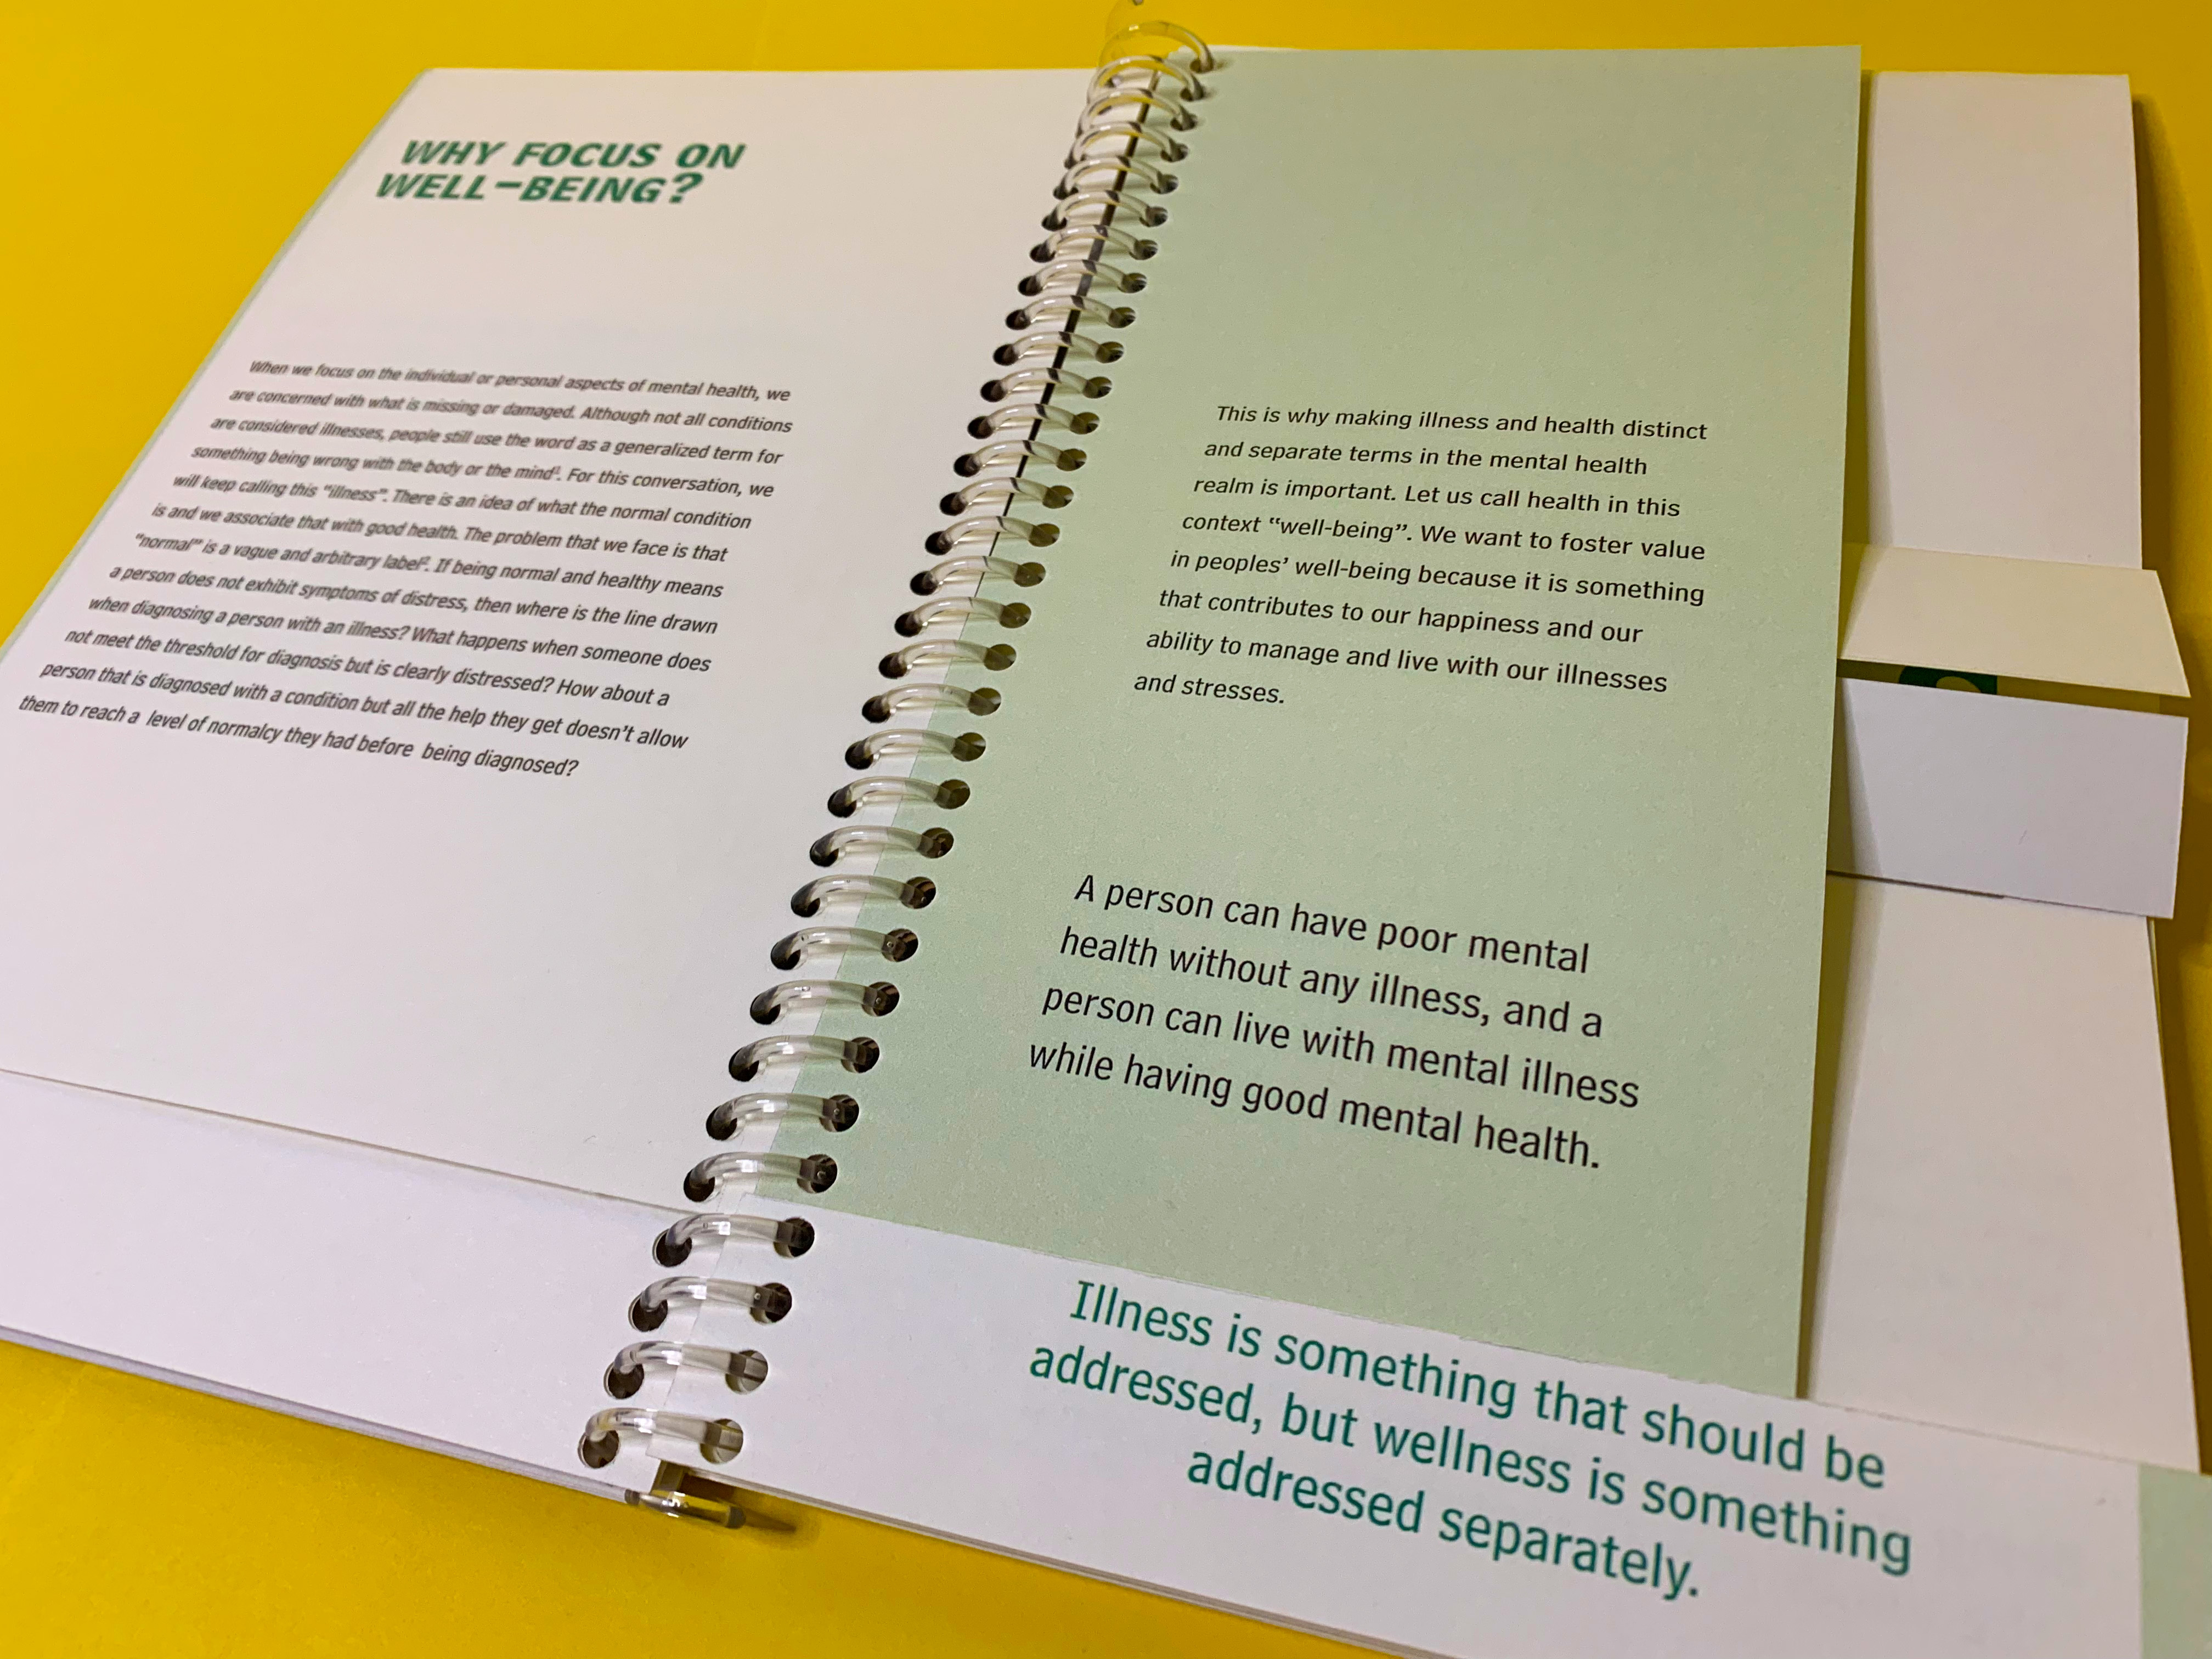 WHY FOCUS ON
WELL-BEING?
When we focus on the individual or personal aspects of mental health, we
are concerned with what is missing or damaged. Although not all conditions
are considered illnesses, people still use the word as a generalized term for
something being wrong with the body or the mind¹. For this conversation, we
will keep calling this “illness”. There is an idea of what the normal condition
is and we associate that with good health. The problem that we face is that
“normal” is a vague and arbitrary label². If being normal and healthy means
a person does not exhibit symptoms of distress, then where is the line drawn
when diagnosing a person with an illness? What happens when someone does
not meet the threshold for diagnosis but is clearly distressed? How about a
person that is diagnosed with a condition but all the help they get doesn’t allow
them to reach a level of normalcy they had before being diagnosed?
This is why making illness and health distinct
and separate terms in the mental health
realm is important. Let us call health in this
context “well-being”. We want to foster value
in peoples’ well-being because it is something
that contributes to our happiness and our
ability to manage and live with our illnesses
and stresses.
A person can have poor mental
health without any illness, and a
person can live with mental illness
while having good mental health.
Illness is something that should be
addressed, but wellness is something
addressed separately.